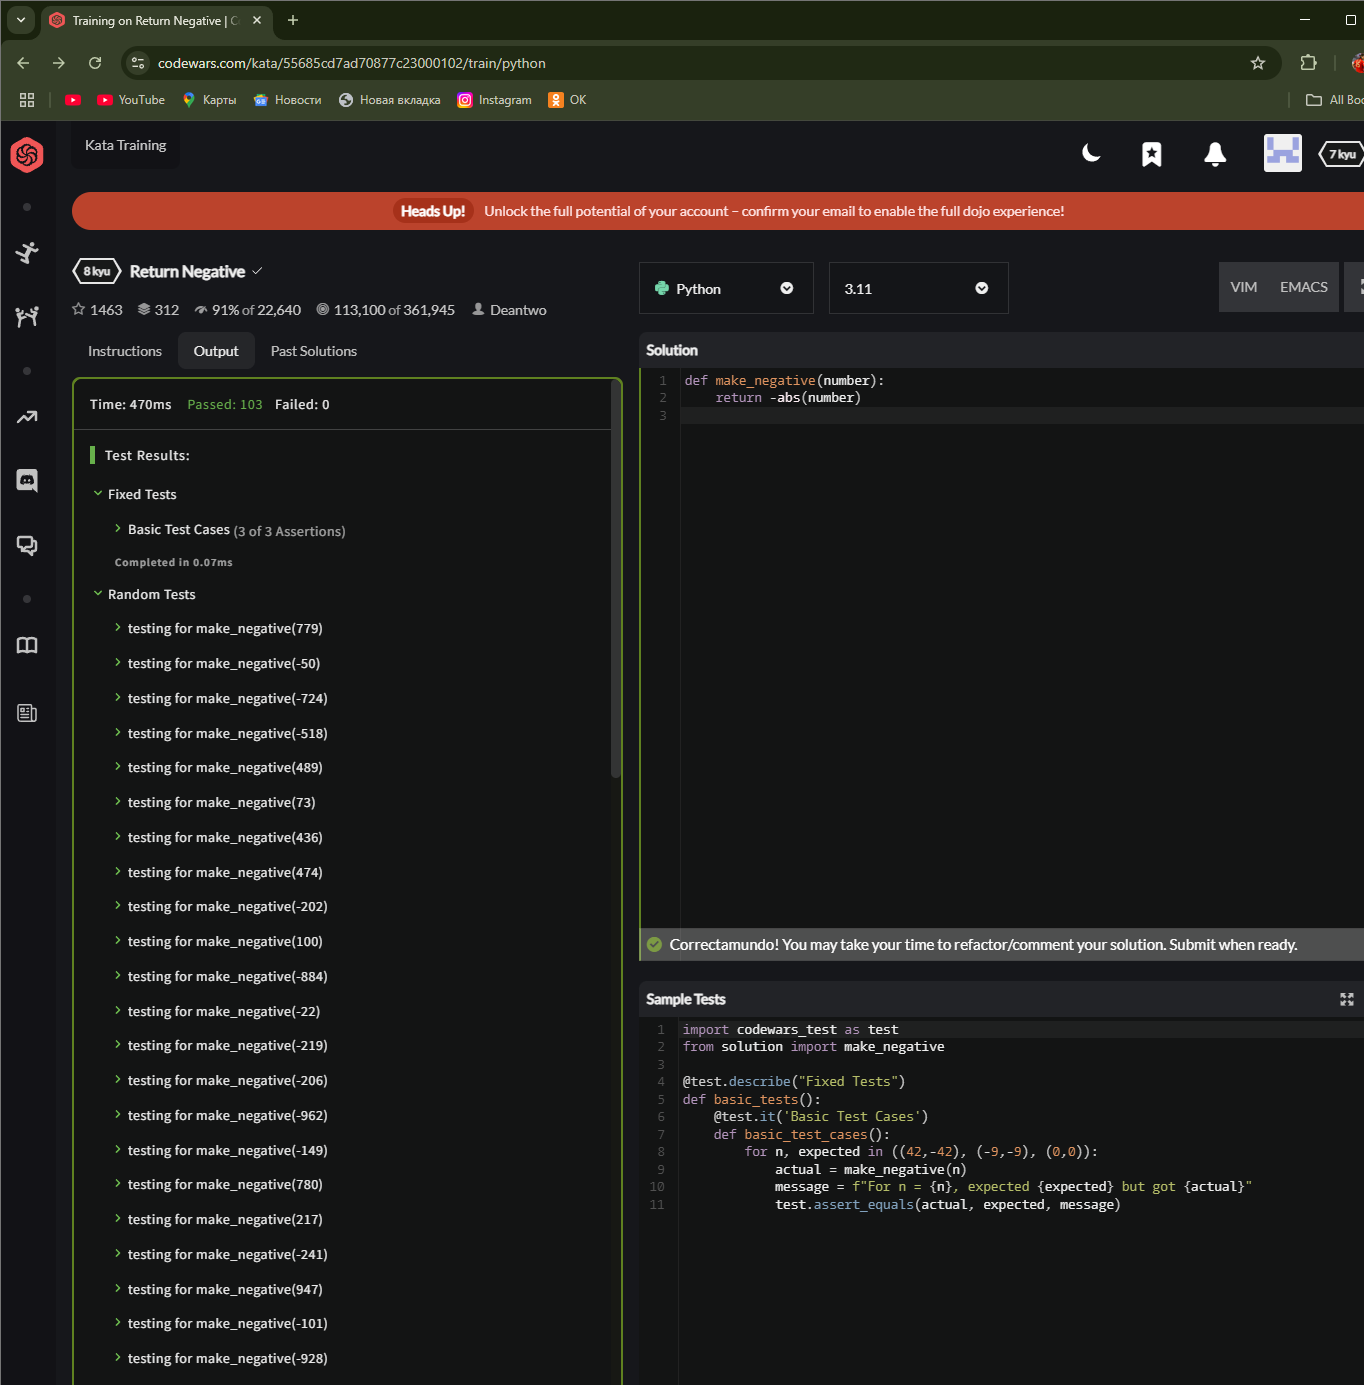 Training on Return Negative | C
codewars.com/kata/55685cd7ad70877c23000102/train/python
YouTube Карты Новости Новая вкладка Instagram OK All Boo
Kata Training
7 kyu
Heads Up! Unlock the full potential of your account – confirm your email to enable the full dojo experience!
8 kyu Return Negative
1463 312 91% of 22,640 113,100 of 361,945 Deantwo
Python 3.11 VIM EMACS
Instructions Output Past Solutions
Time: 470ms Passed: 103 Failed: 0
Test Results:
Fixed Tests
Basic Test Cases (3 of 3 Assertions)
Completed in 0.07ms
Random Tests
testing for make_negative(779)
testing for make_negative(-50)
testing for make_negative(-724)
testing for make_negative(-518)
testing for make_negative(489)
testing for make_negative(73)
testing for make_negative(436)
testing for make_negative(474)
testing for make_negative(-202)
testing for make_negative(100)
testing for make_negative(-884)
testing for make_negative(-22)
testing for make_negative(-219)
testing for make_negative(-206)
testing for make_negative(-962)
testing for make_negative(-149)
testing for make_negative(780)
testing for make_negative(217)
testing for make_negative(-241)
testing for make_negative(947)
testing for make_negative(-101)
testing for make_negative(-928)
Solution
1 def make_negative(number):
2     return -abs(number)
3
Correctamundo! You may take your time to refactor/comment your solution. Submit when ready.
Sample Tests
1 import codewars_test as test
2 from solution import make_negative
3
4 @test.describe("Fixed Tests")
5 def basic_tests():
6     @test.it('Basic Test Cases')
7     def basic_test_cases():
8         for n, expected in ((42,-42), (-9,-9), (0,0)):
9             actual = make_negative(n)
10             message = f"For n = {n}, expected {expected} but got {actual}"
11             test.assert_equals(actual, expected, message)